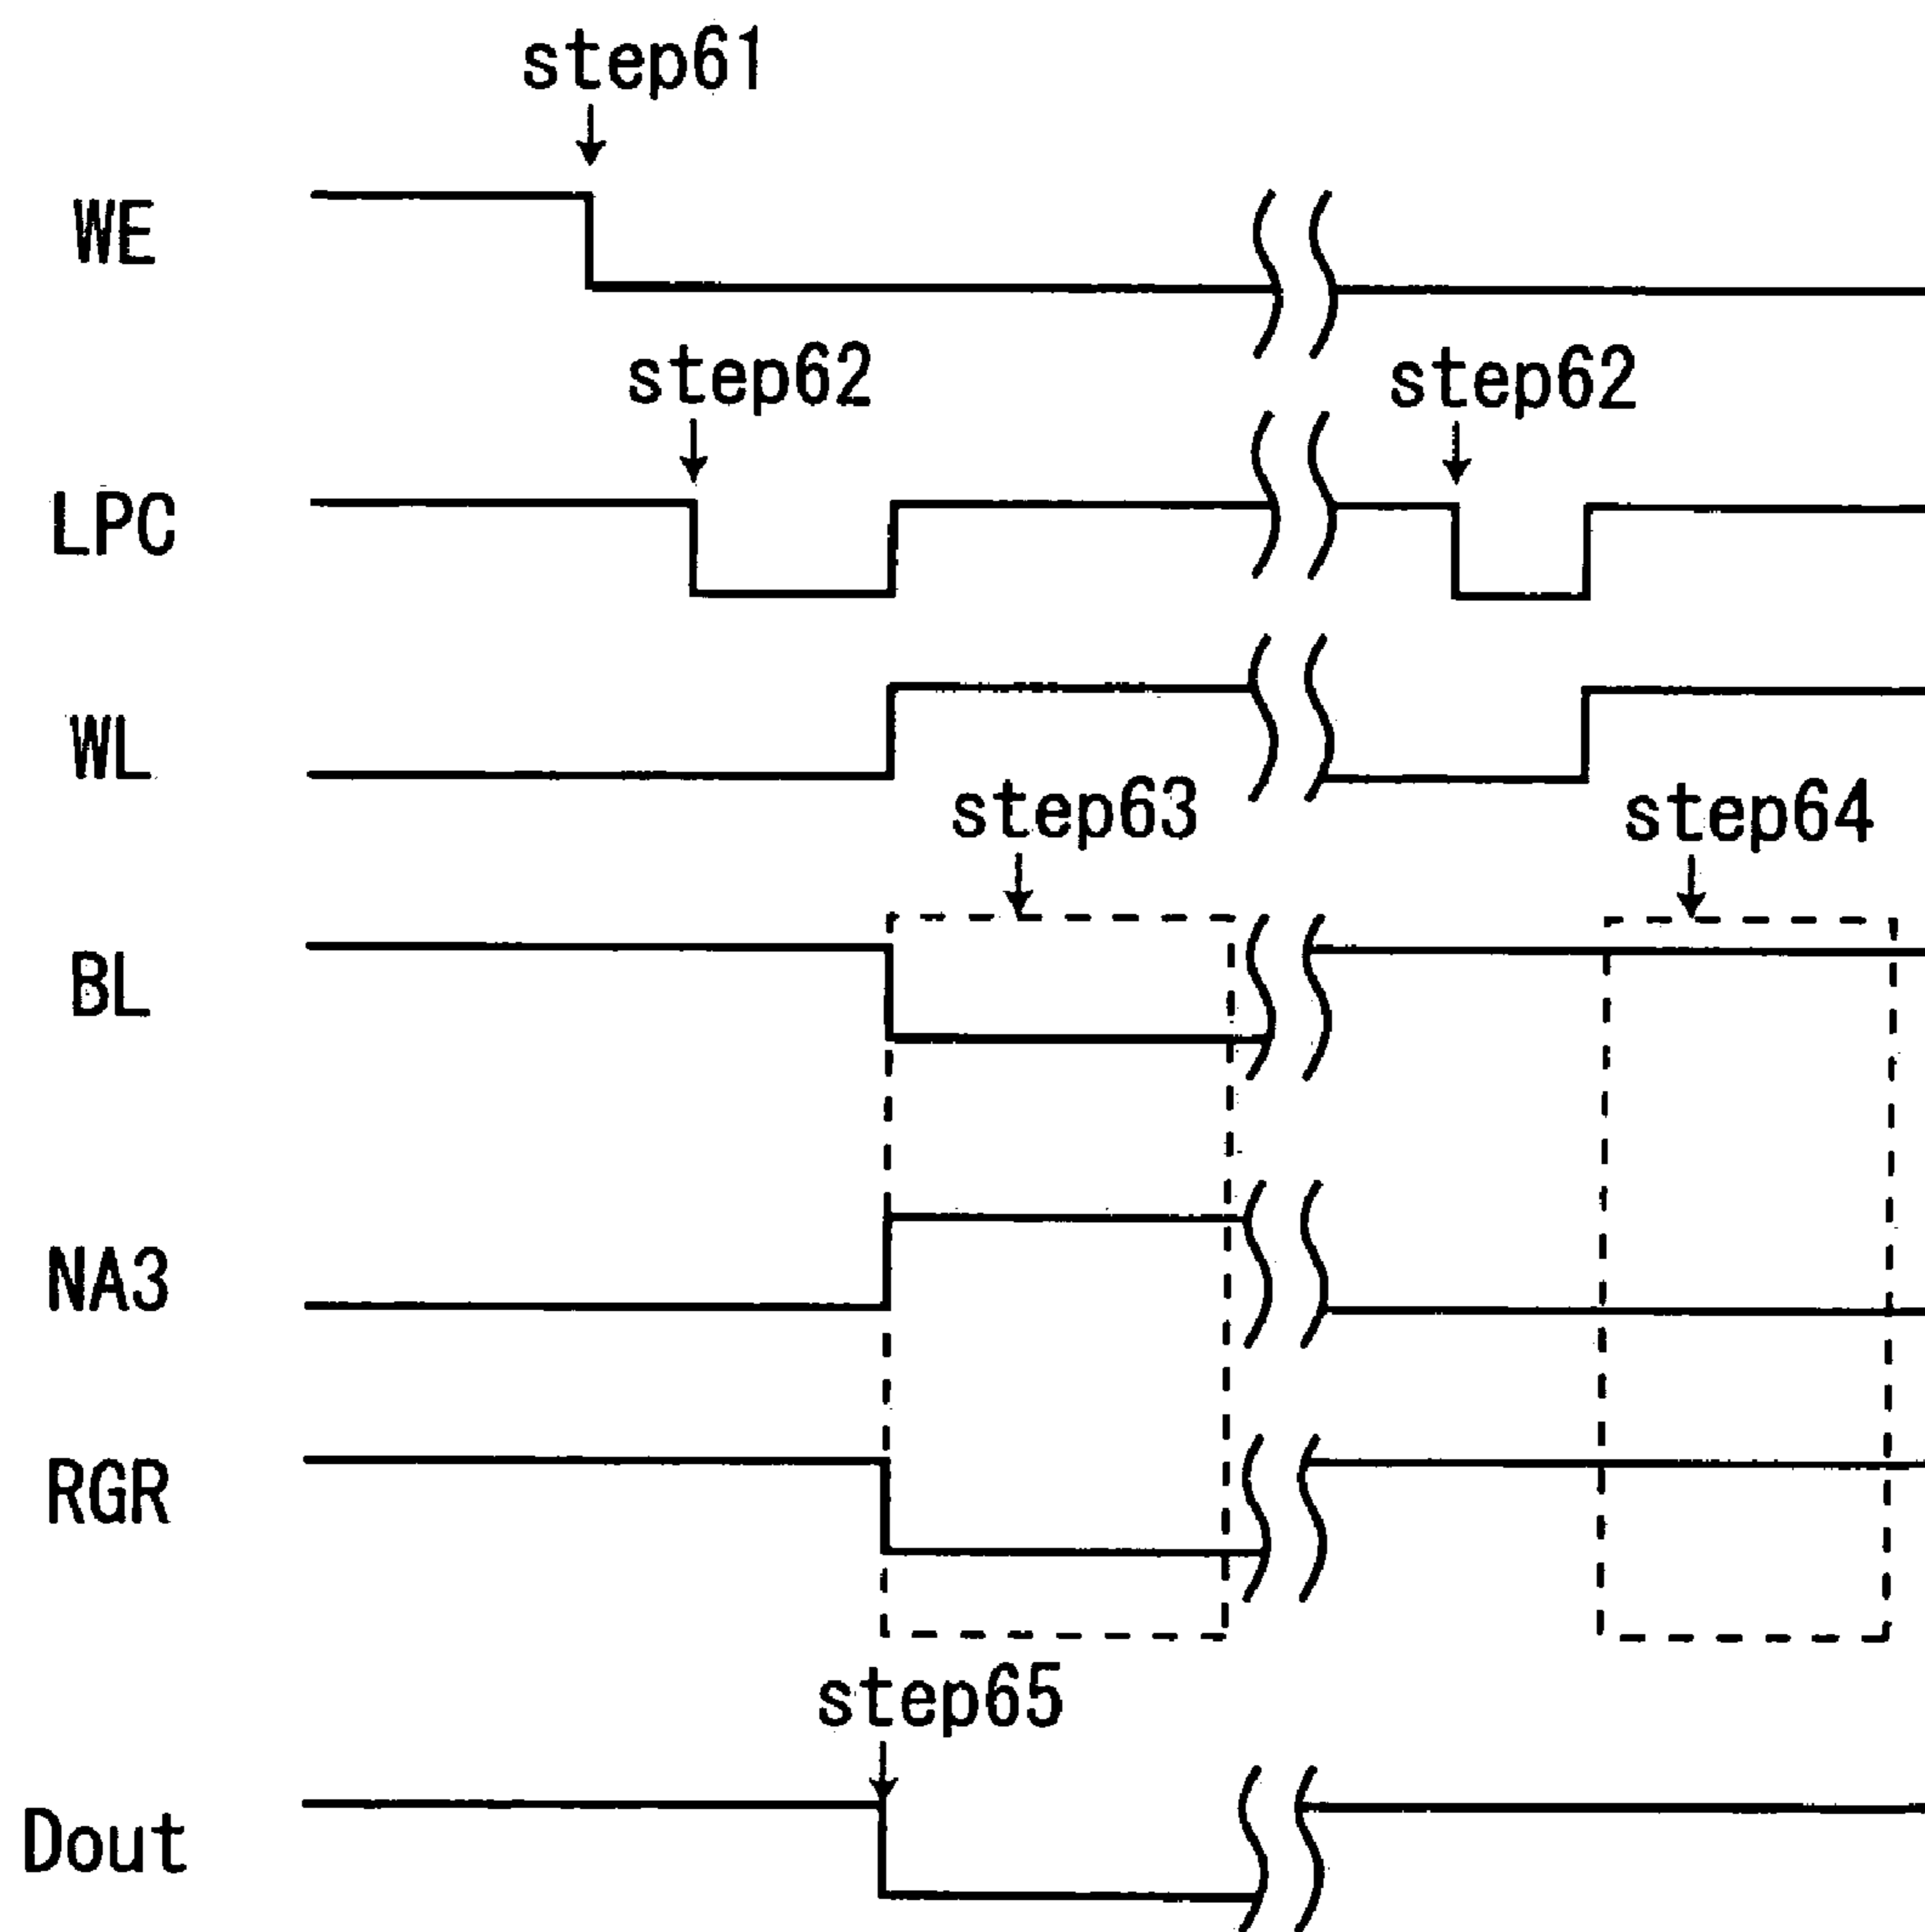 step61
WE
step62 step62
LPC
WL
step63 step64
BL
NA3
RGR
step65
Dout